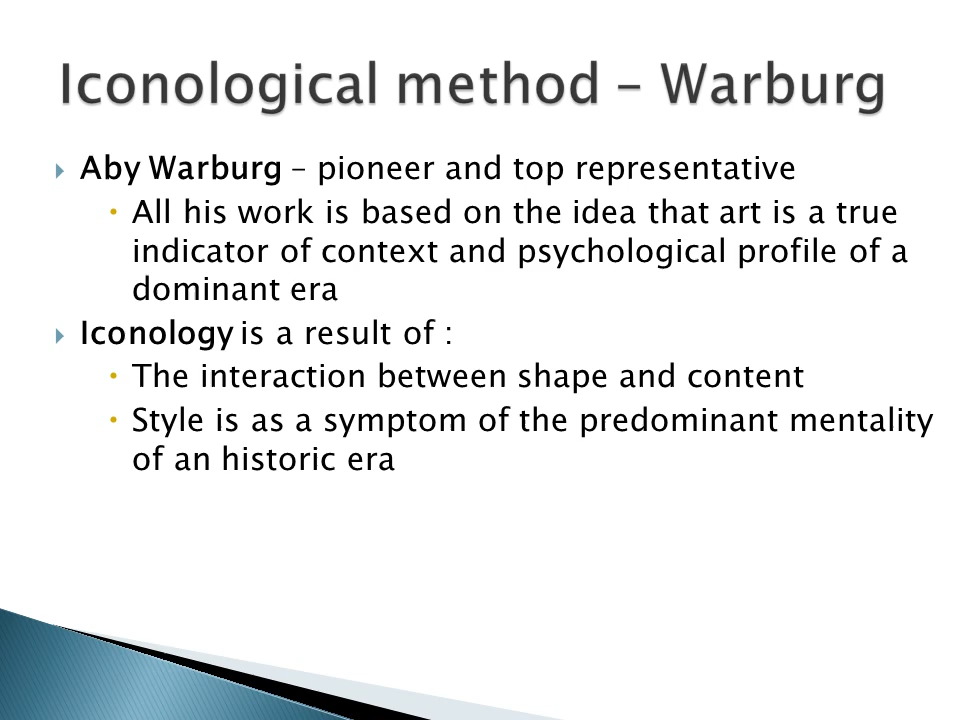 Iconological method – Warburg
Aby Warburg – pioneer and top representative
All his work is based on the idea that art is a true
indicator of context and psychological profile of a
dominant era
Iconology is a result of :
The interaction between shape and content
Style is as a symptom of the predominant mentality
of an historic era